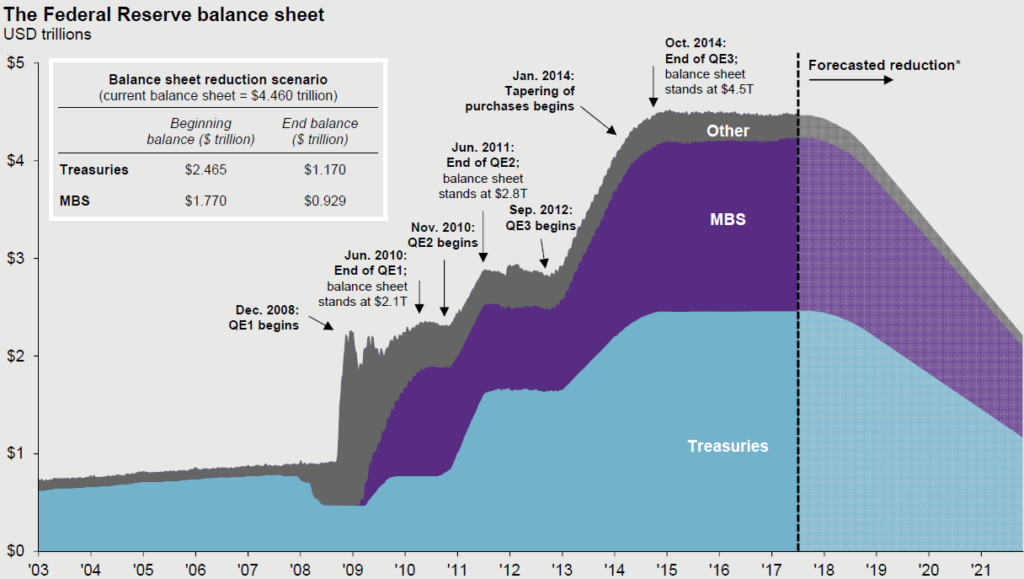 The Federal Reserve balance sheet
USD trillions
$5
$4
$3
$2
$1
$0
Balance sheet reduction scenario
(current balance sheet = $4.460 trillion)
Beginning balance ($ trillion)
End balance ($ trillion)
Treasuries $2.465 $1.170
MBS $1.770 $0.929
Dec. 2008:
QE1 begins
Jun. 2010:
End of QE1;
balance sheet
stands at $2.1T
Nov. 2010:
QE2 begins
Jun. 2011:
End of QE2;
balance sheet
stands at $2.8T
Sep. 2012:
QE3 begins
Jan. 2014:
Tapering of
purchases begins
Oct. 2014:
End of QE3;
balance sheet
stands at $4.5T
Forecasted reduction*
Other
MBS
Treasuries
'03 '04 '05 '06 '07 '08 '09 '10 '11 '12 '13 '14 '15 '16 '17 '18 '19 '20 '21